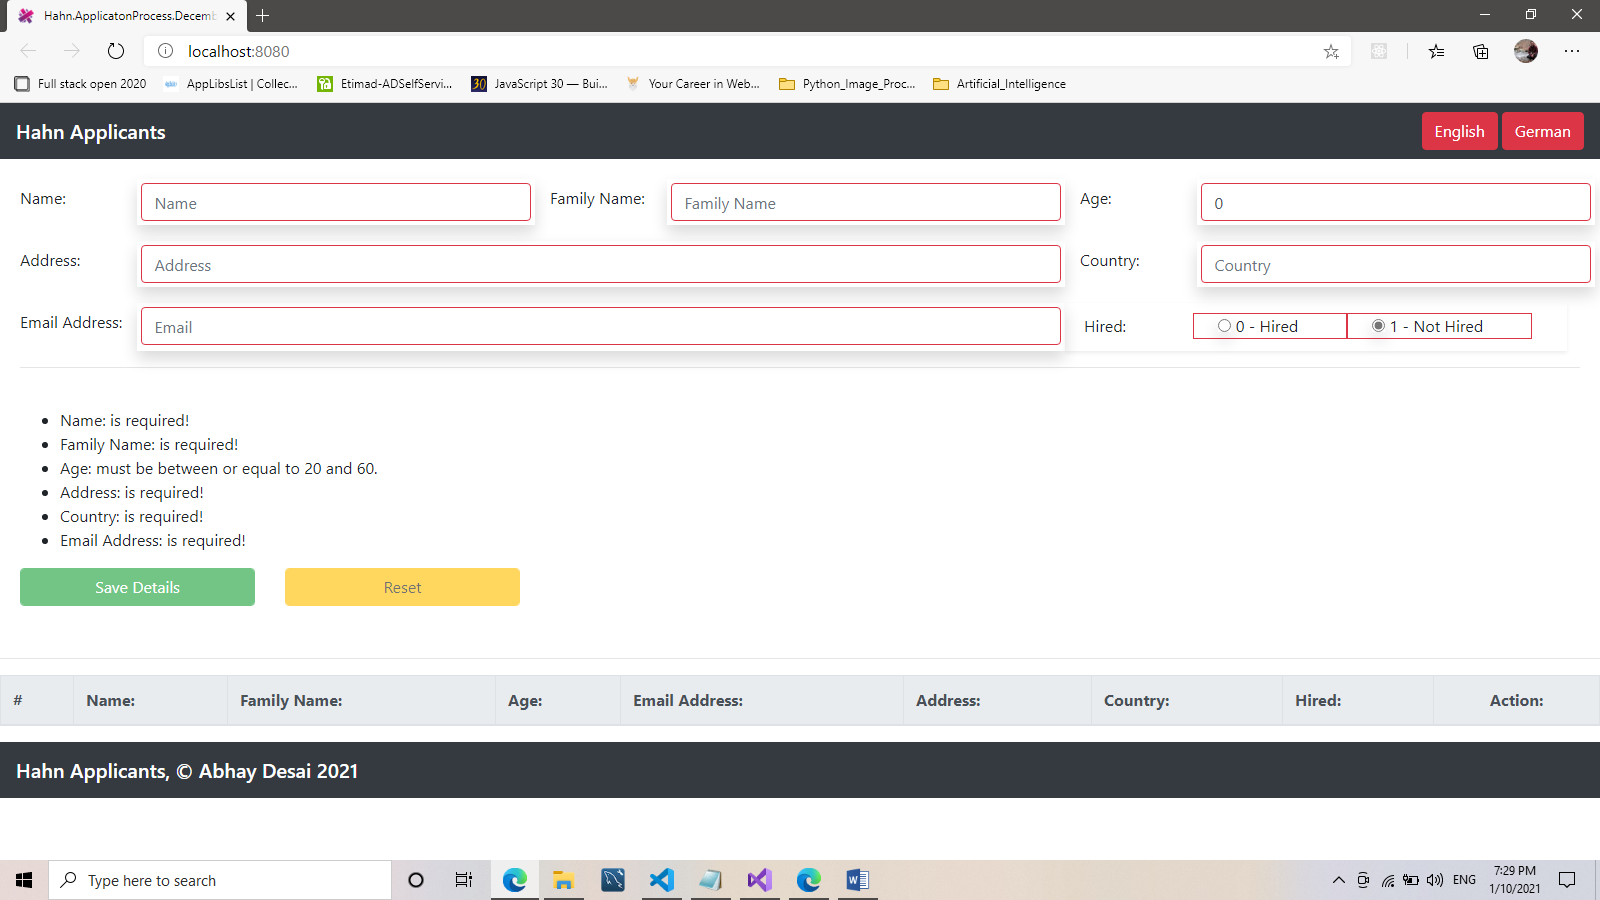 Hahn.ApplicatonProcess.Decemb
localhost:8080
Full stack open 2020
AppLibsList | Collec...
Etimad-ADSelfServi...
30 JavaScript 30 — Bui...
Your Career in Web...
Python_Image_Proc...
Artificial_Intelligence
Hahn Applicants
English German
Name: Name Family Name: Family Name Age: 0
Address: Address Country: Country
Email Address: Email Hired: 0 - Hired 1 - Not Hired
Name: is required!
Family Name: is required!
Age: must be between or equal to 20 and 60.
Address: is required!
Country: is required!
Email Address: is required!
Save Details Reset
# Name: Family Name: Age: Email Address: Address: Country: Hired: Action:
Hahn Applicants, © Abhay Desai 2021
Type here to search
ENG
7:29 PM
1/10/2021